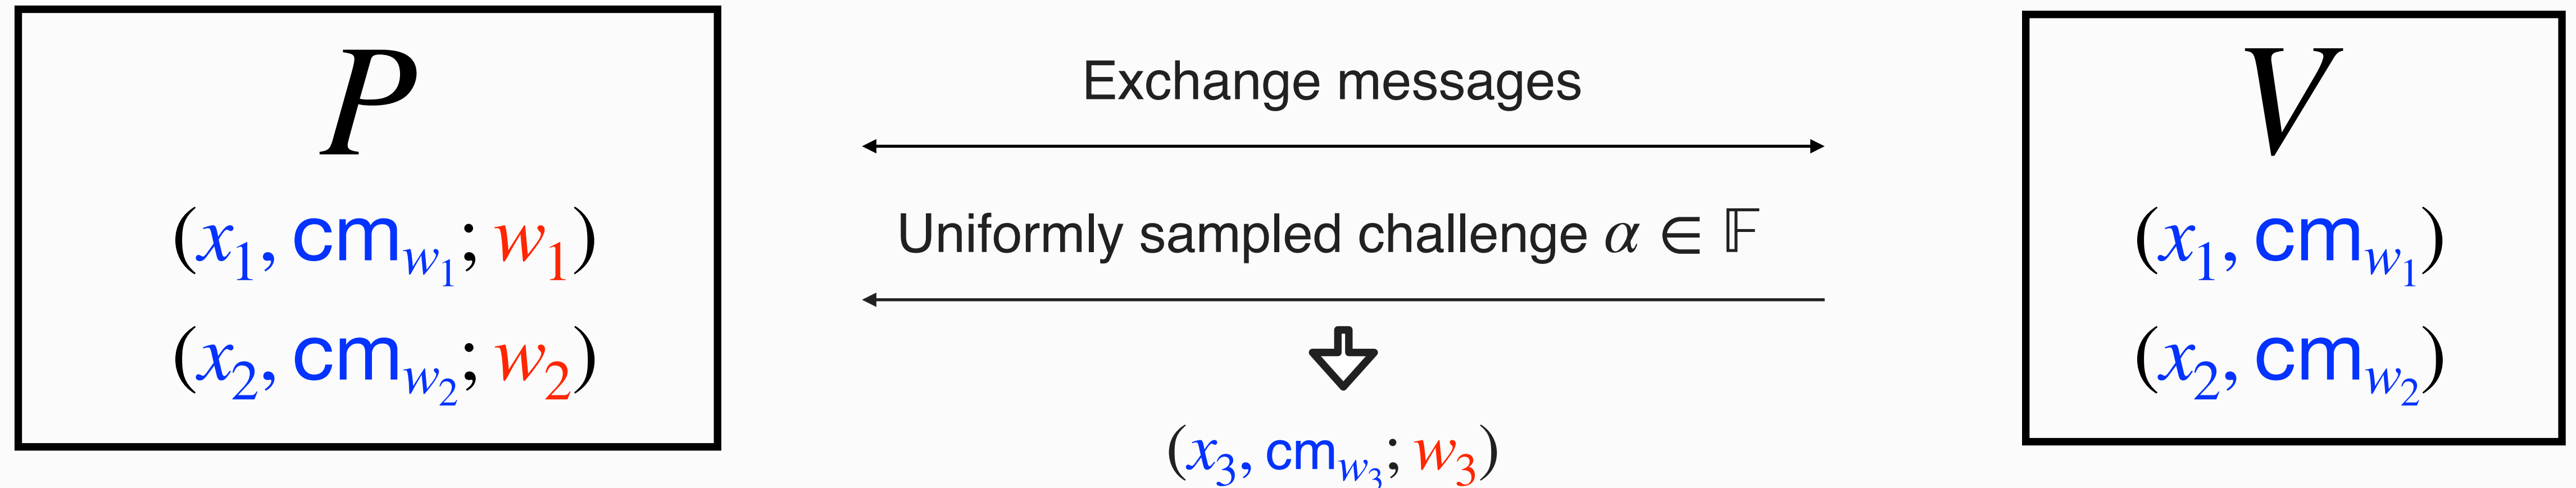 P
(x₁, cm_{w₁}; w₁)
(x₂, cm_{w₂}; w₂)
Exchange messages
Uniformly sampled challenge α ∈ 𝔽
(x₃, cm_{w₃}; w₃)
V
(x₁, cm_{w₁})
(x₂, cm_{w₂})